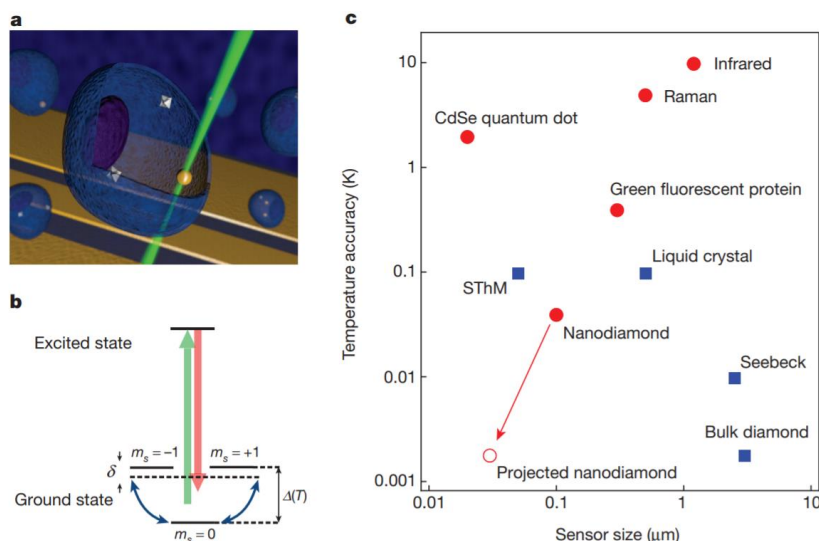 a
b
Excited state
m_s = −1
m_s = +1
δ
Ground state
Δ(T)
m_s = 0
c
Temperature accuracy (K)
10
1
0.1
0.01
0.001
Infrared
Raman
CdSe quantum dot
Green fluorescent protein
Liquid crystal
SThM
Nanodiamond
Seebeck
Bulk diamond
Projected nanodiamond
0.01
0.1
1
10
Sensor size (μm)